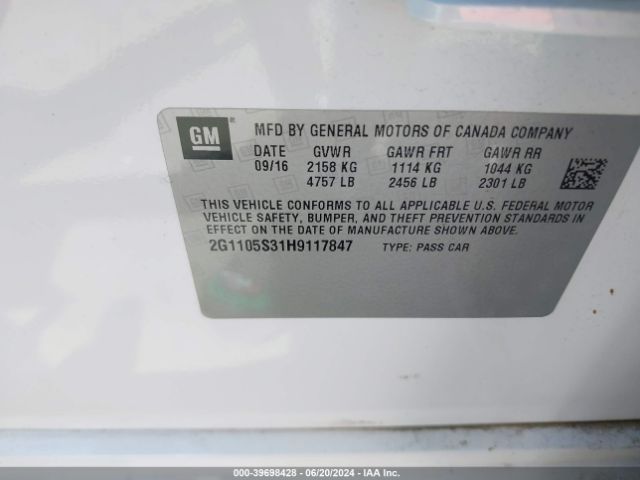 GM
MFD BY GENERAL MOTORS OF CANADA COMPANY
DATE GVWR GAWR FRT GAWR RR
09/16 2158 KG 1114 KG 1044 KG
4757 LB 2456 LB 2301 LB
THIS VEHICLE CONFORMS TO ALL APPLICABLE U.S. FEDERAL MOTOR
VEHICLE SAFETY, BUMPER, AND THEFT PREVENTION STANDARDS IN
EFFECT ON THE DATE OF MANUFACTURE SHOWN ABOVE.
2G1105S31H9117847 TYPE: PASS CAR
000-39698428 - 06/20/2024 - IAA Inc.